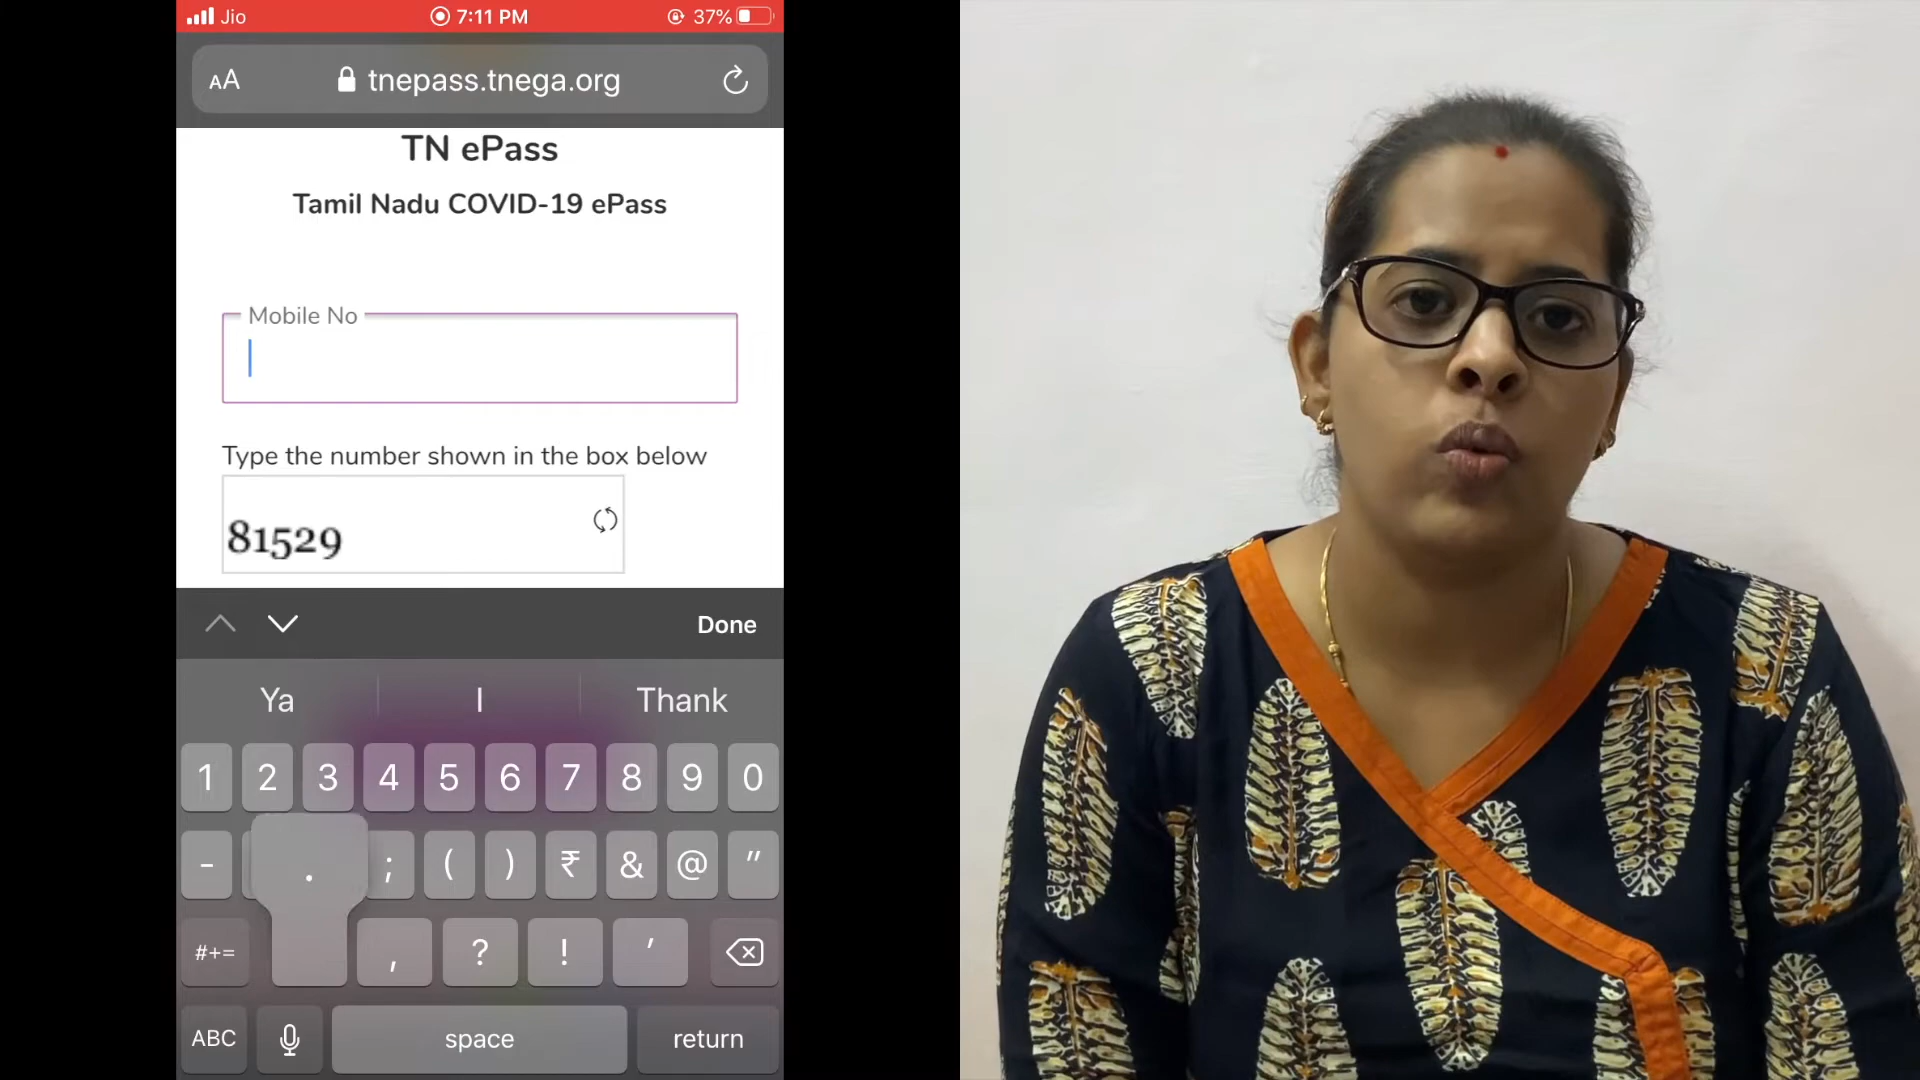 Jio 7:11 PM 37%
AA tnepass.tnega.org
TN ePass
Tamil Nadu COVID-19 ePass
Mobile No
Type the number shown in the box below
81529
Done
Ya I Thank
1 2 3 4 5 6 7 8 9 0
- . ; ( ) ₹ & @ "
#+= , ? ! '
ABC space return